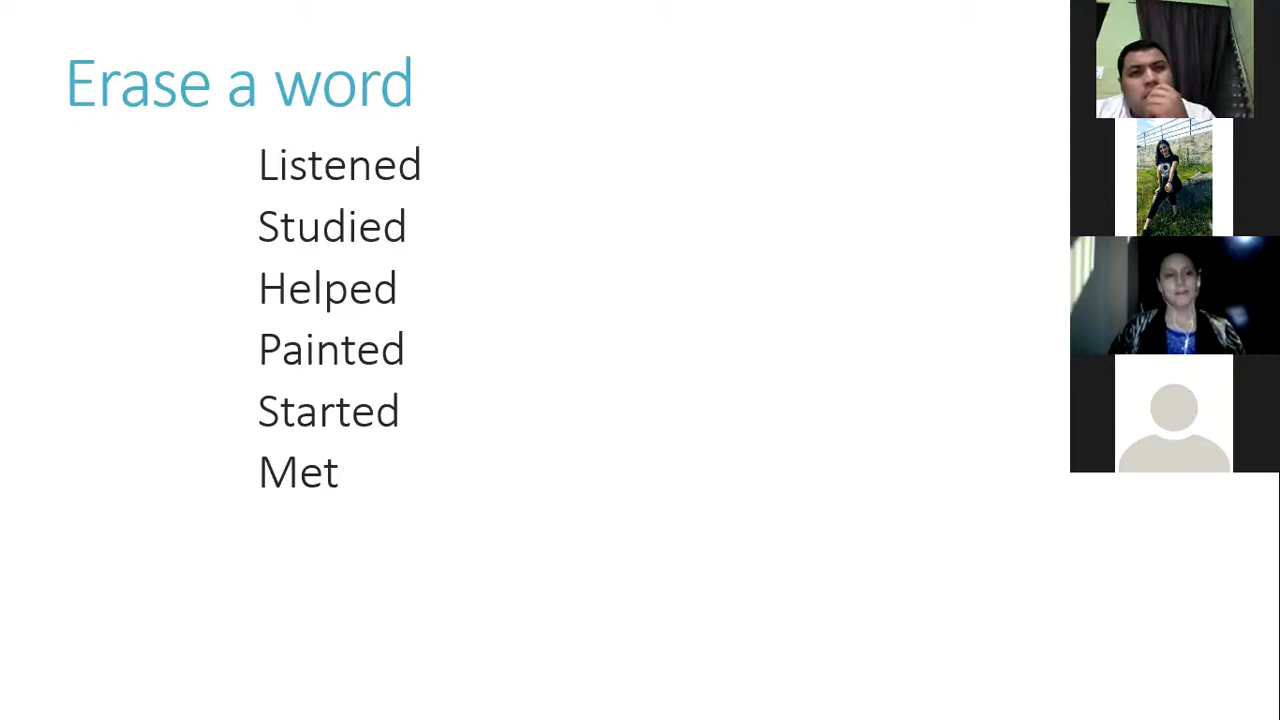 Erase a word
Listened
Studied
Helped
Painted
Started
Met